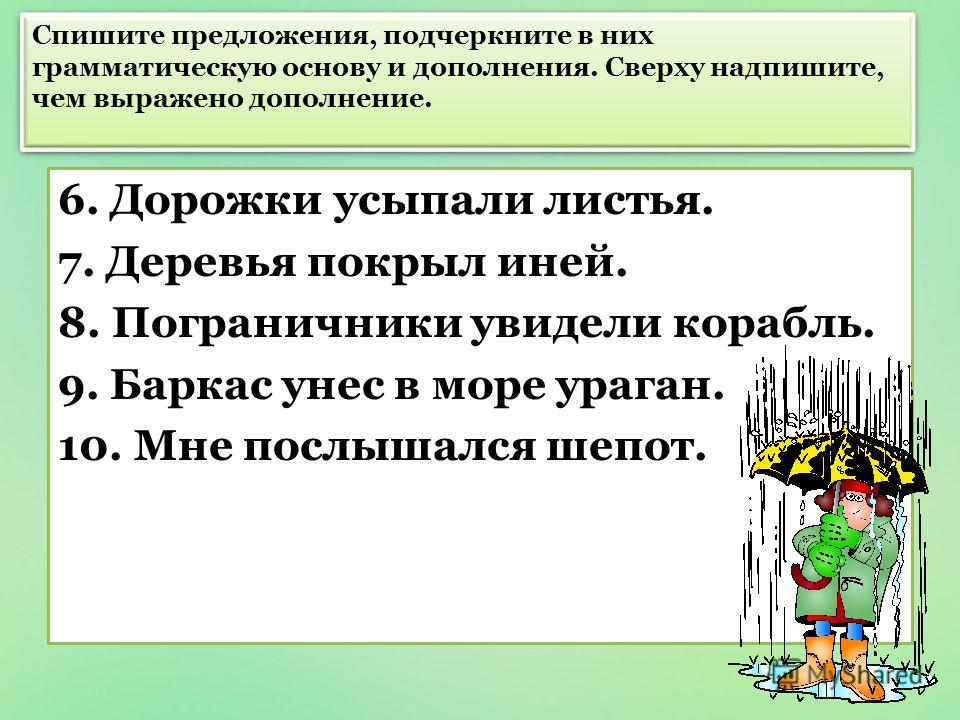 Спишите предложения, подчеркните в них
грамматическую основу и дополнения. Сверху надпишите,
чем выражено дополнение.
6. Дорожки усыпали листья.
7. Деревья покрыл иней.
8. Пограничники увидели корабль.
9. Баркас унес в море ураган.
10. Мне послышался шепот.
MyShared